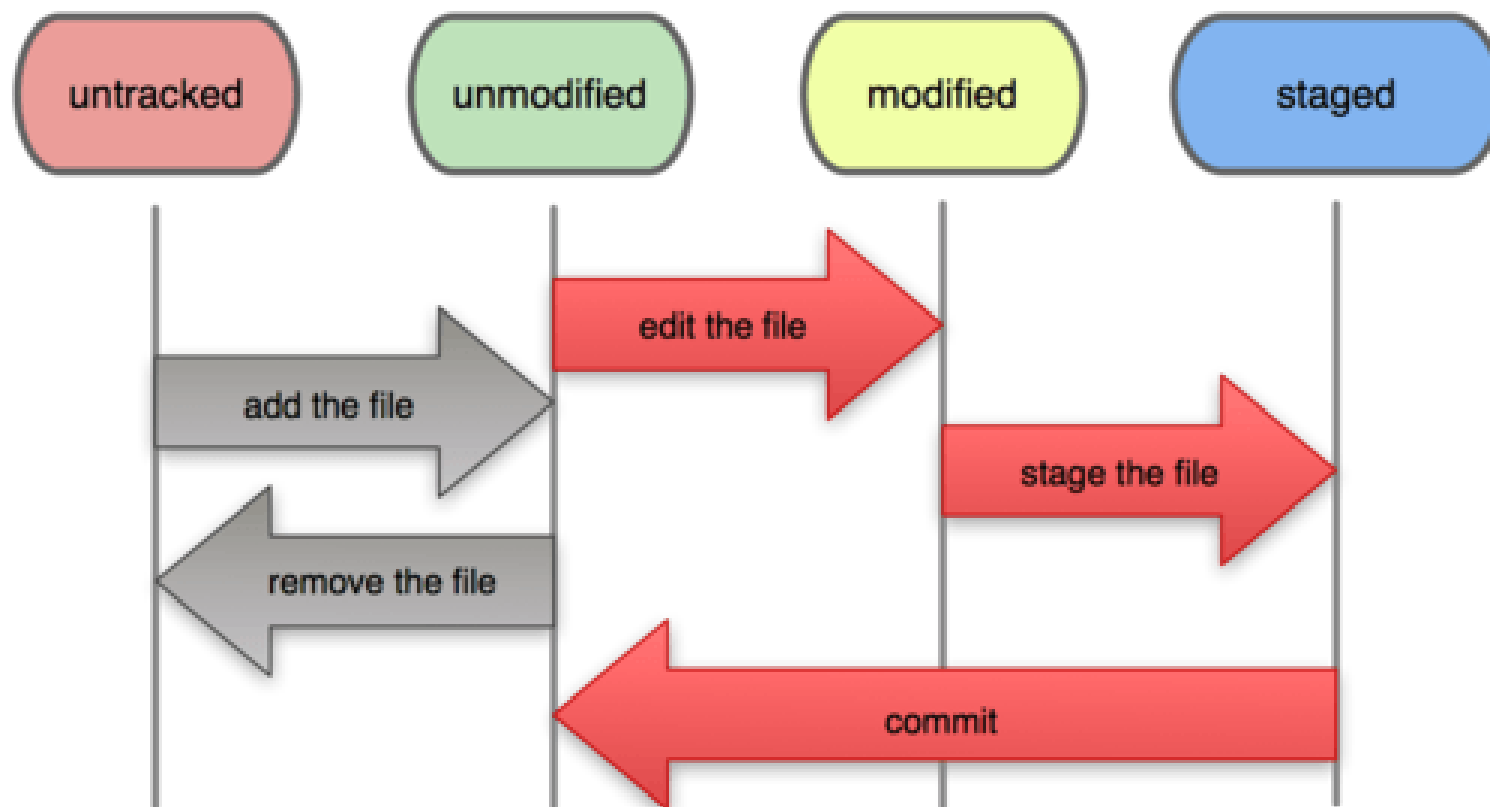 untracked
unmodified
modified
staged
edit the file
add the file
stage the file
remove the file
commit